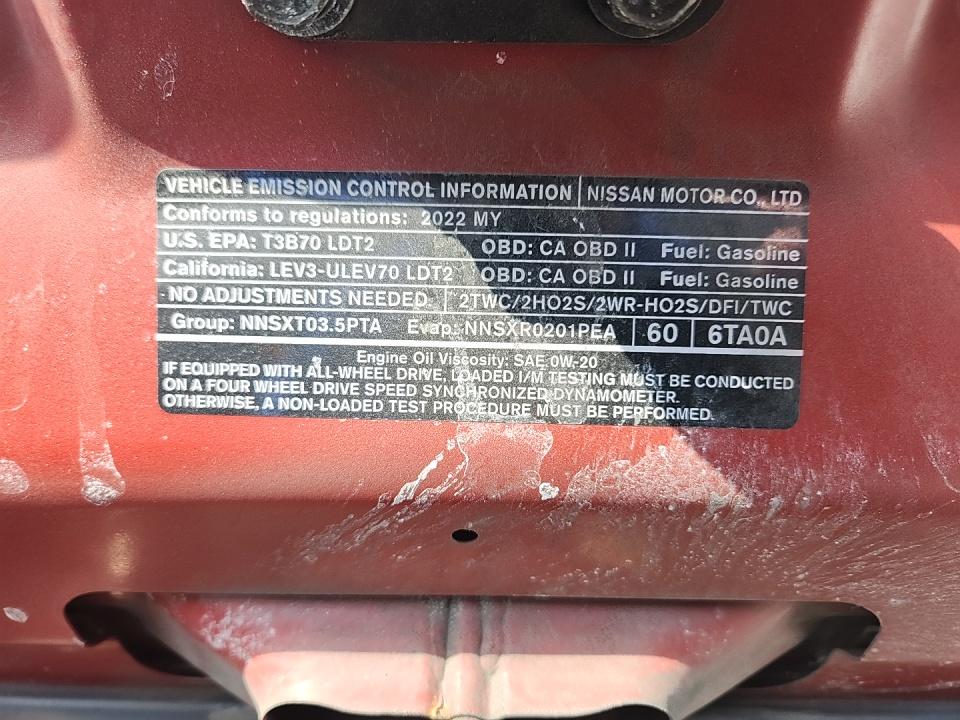 VEHICLE EMISSION CONTROL INFORMATION NISSAN MOTOR CO., LTD
Conforms to regulations: 2022 MY
U.S. EPA: T3B70 LDT2 OBD: CA OBD II Fuel: Gasoline
California: LEV3-ULEV70 LDT2 OBD: CA OBD II Fuel: Gasoline
NO ADJUSTMENTS NEEDED. 2TWC/2HO2S/2WR-HO2S/DFI/TWC
Group: NNSXT03.5PTA Evap: NNSXR0201PEA 60 6TA0A
Engine Oil Viscosity: SAE 0W-20
IF EQUIPPED WITH ALL-WHEEL DRIVE, LOADED I/M TESTING MUST BE CONDUCTED
ON A FOUR WHEEL DRIVE SPEED SYNCHRONIZED DYNAMOMETER.
OTHERWISE, A NON-LOADED TEST PROCEDURE MUST BE PERFORMED.